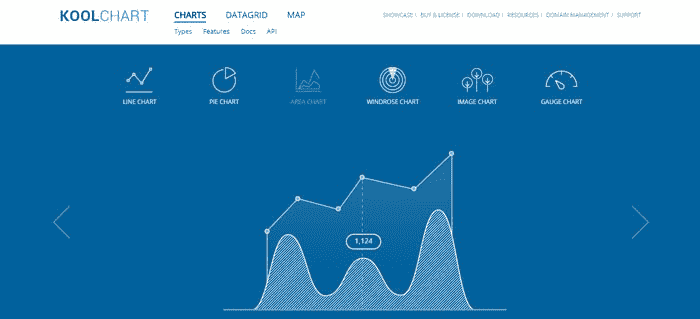 KOOLCHART CHARTS DATAGRID MAP SHOWCASE | BUY & LICENSE | DOWNLOAD | RESOURCES | DOMAIN MANAGEMENT | SUPPORT
Types Features Docs API
LINE CHART PIE CHART AREA CHART WINDROSE CHART IMAGE CHART GAUGE CHART
1,124